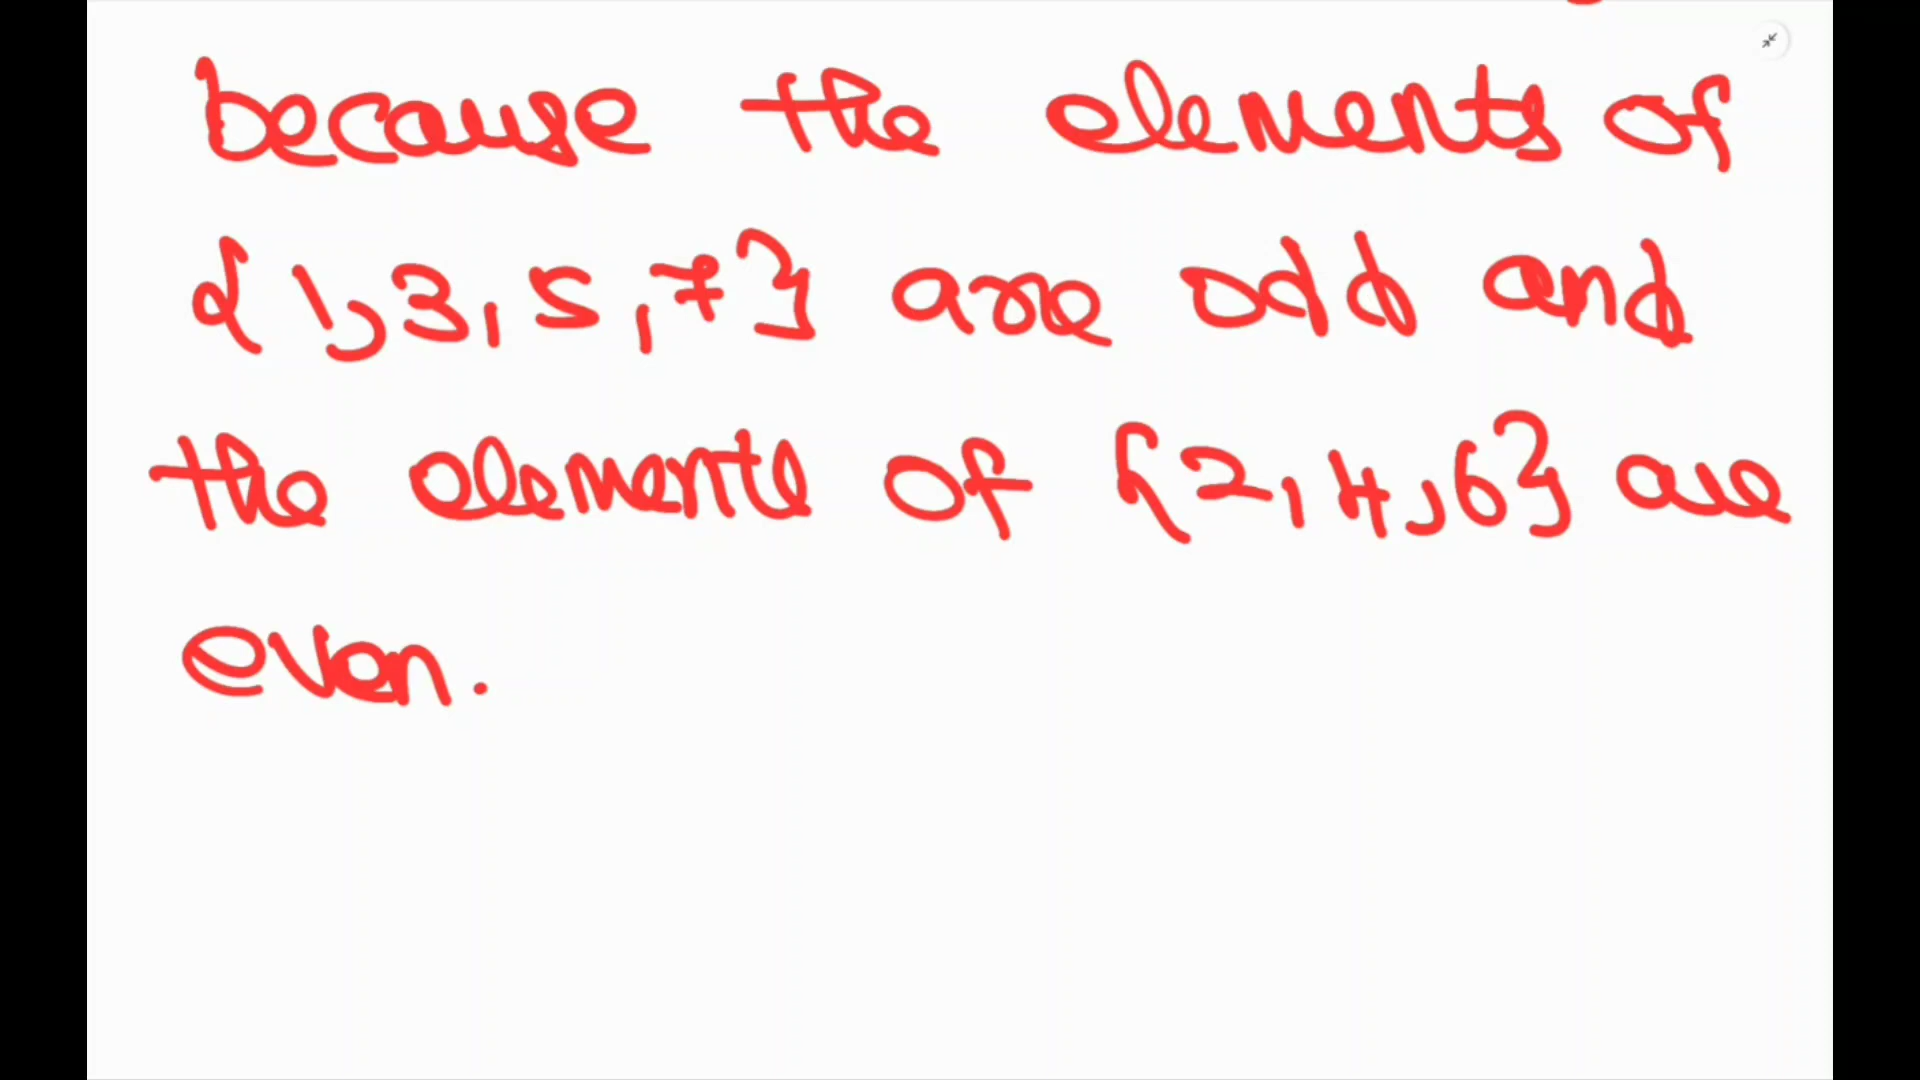 because the elements of
{1,3,5,7} are odd and
the elements of {2,4,6} are
even.